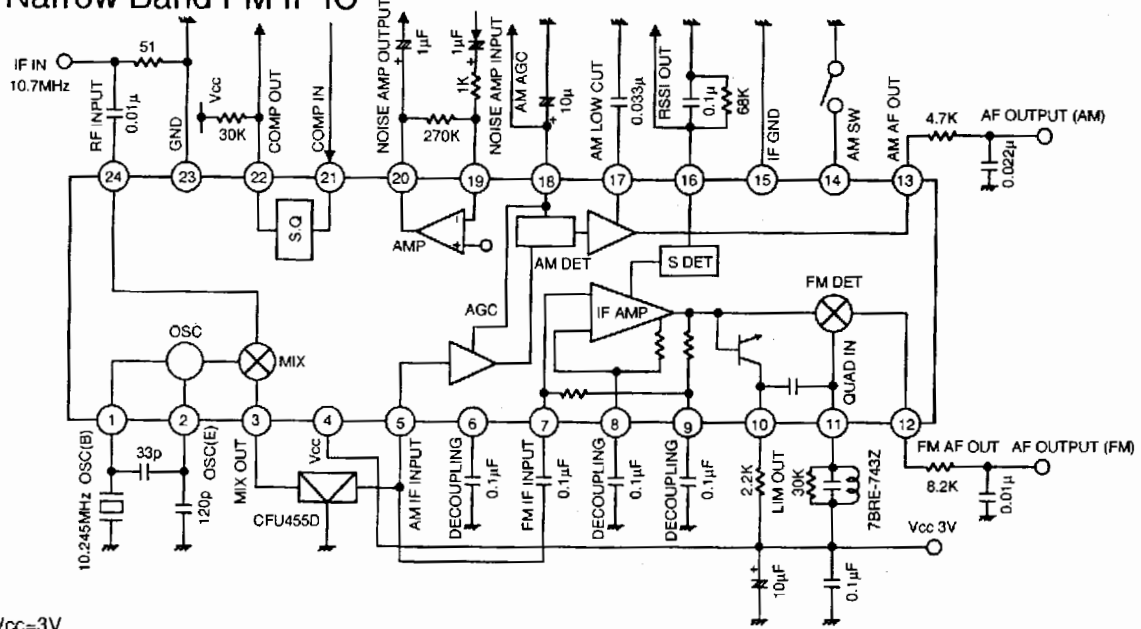 Narrow Band FM IF IC
IF IN
10.7MHz
51
RF INPUT
0.01μ
GND
Vcc
30K
COMP OUT
COMP IN
NOISE AMP OUTPUT
+
1μF
270K
1μF
+
1K
NOISE AMP INPUT
AM AGC
+
10μ
AM LOW CUT
0.033μ
RSSI OUT
0.1μ
68K
IF GND
AM SW
AM AF OUT
4.7K
AF OUTPUT (AM)
0.022μ
24
23
22
21
20
19
18
17
16
15
14
13
S.Q
AMP
-
+
AM DET
S DET
FM DET
IF AMP
AGC
OSC
MIX
QUAD IN
1
2
3
4
5
6
7
8
9
10
11
12
10.245MHz
OSC(B)
33p
OSC(E)
120p
MIX OUT
Vcc
CFU455D
AM IF INPUT
DECOUPLING
0.1μF
FM IF INPUT
0.1μF
DECOUPLING
0.1μF
DECOUPLING
0.1μF
2.2K
LIM OUT
30K
7BRE-743Z
FM AF OUT
AF OUTPUT (FM)
8.2K
0.01μ
Vcc 3V
+
10μF
0.1μF
Vcc=3V